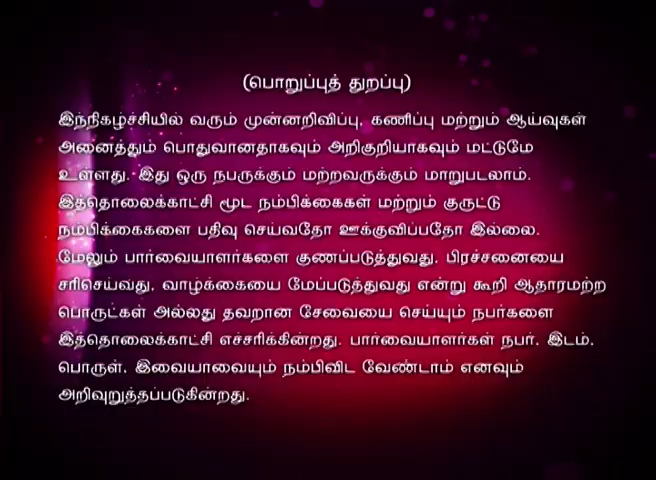 (பொறுப்புத் துறப்பு)
இந்நிகழ்ச்சியில் வரும் முன்னறிவிப்பு, கணிப்பு மற்றும் ஆய்வுகள்
அனைத்தும் பொதுவானதாகவும் அறிகுறியாகவும் மட்டுமே
உள்ளது. இது ஒரு நபருக்கும் மற்றவருக்கும் மாறுபடலாம்.
இத்தொலைக்காட்சி மூட நம்பிக்கைகள் மற்றும் குருட்டு
நம்பிக்கைகளை பதிவு செய்வதோ ஊக்குவிப்பதோ இல்லை.
மேலும் பார்வையாளர்களை குணப்படுத்துவது, பிரச்சனையை
சரிசெய்வது, வாழ்க்கையை மேப்படுத்துவது என்று கூறி ஆதாரமற்ற
பொருட்கள் அல்லது தவறான சேவையை செய்யும் நபர்களை
இத்தொலைக்காட்சி எச்சரிக்கின்றது. பார்வையாளர்கள் நபர், இடம்,
பொருள், இவையாவையும் நம்பிவிட வேண்டாம் எனவும்
அறிவுறுத்தப்படுகின்றது.